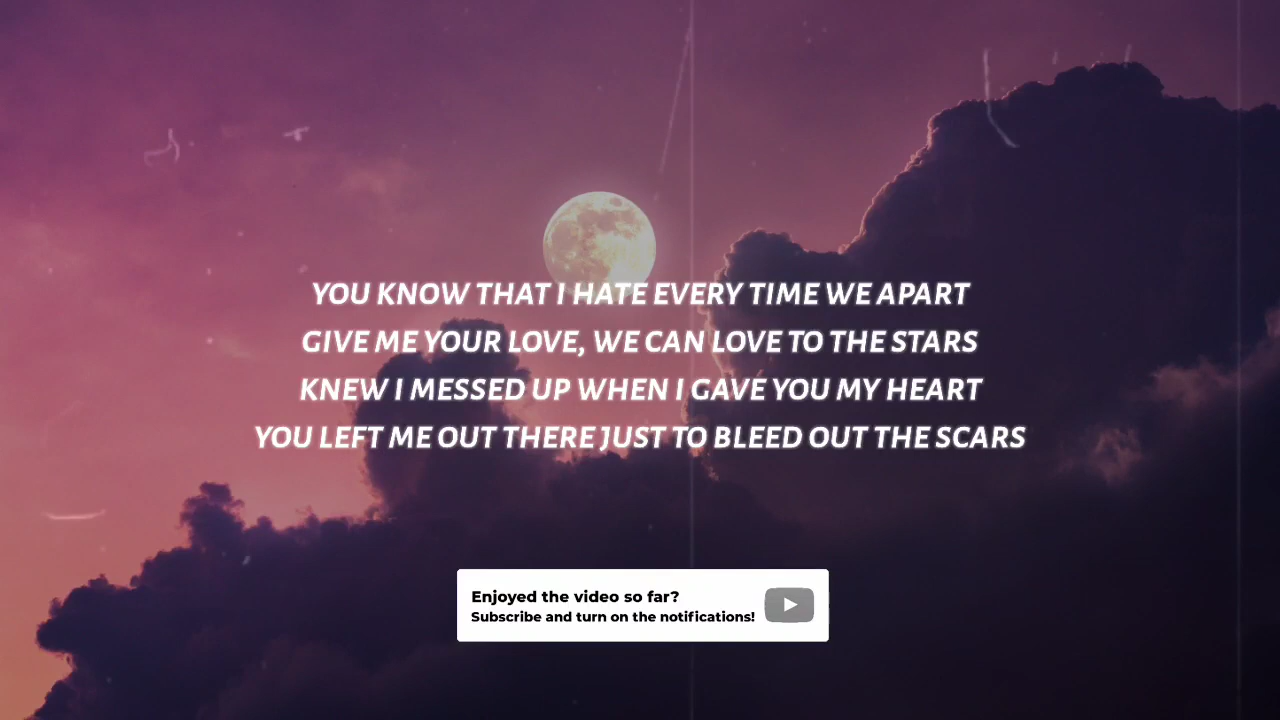 YOU KNOW THAT I HATE EVERY TIME WE APART
GIVE ME YOUR LOVE, WE CAN LOVE TO THE STARS
KNEW I MESSED UP WHEN I GAVE YOU MY HEART
YOU LEFT ME OUT THERE JUST TO BLEED OUT THE SCARS
Enjoyed the video so far?
Subscribe and turn on the notifications!